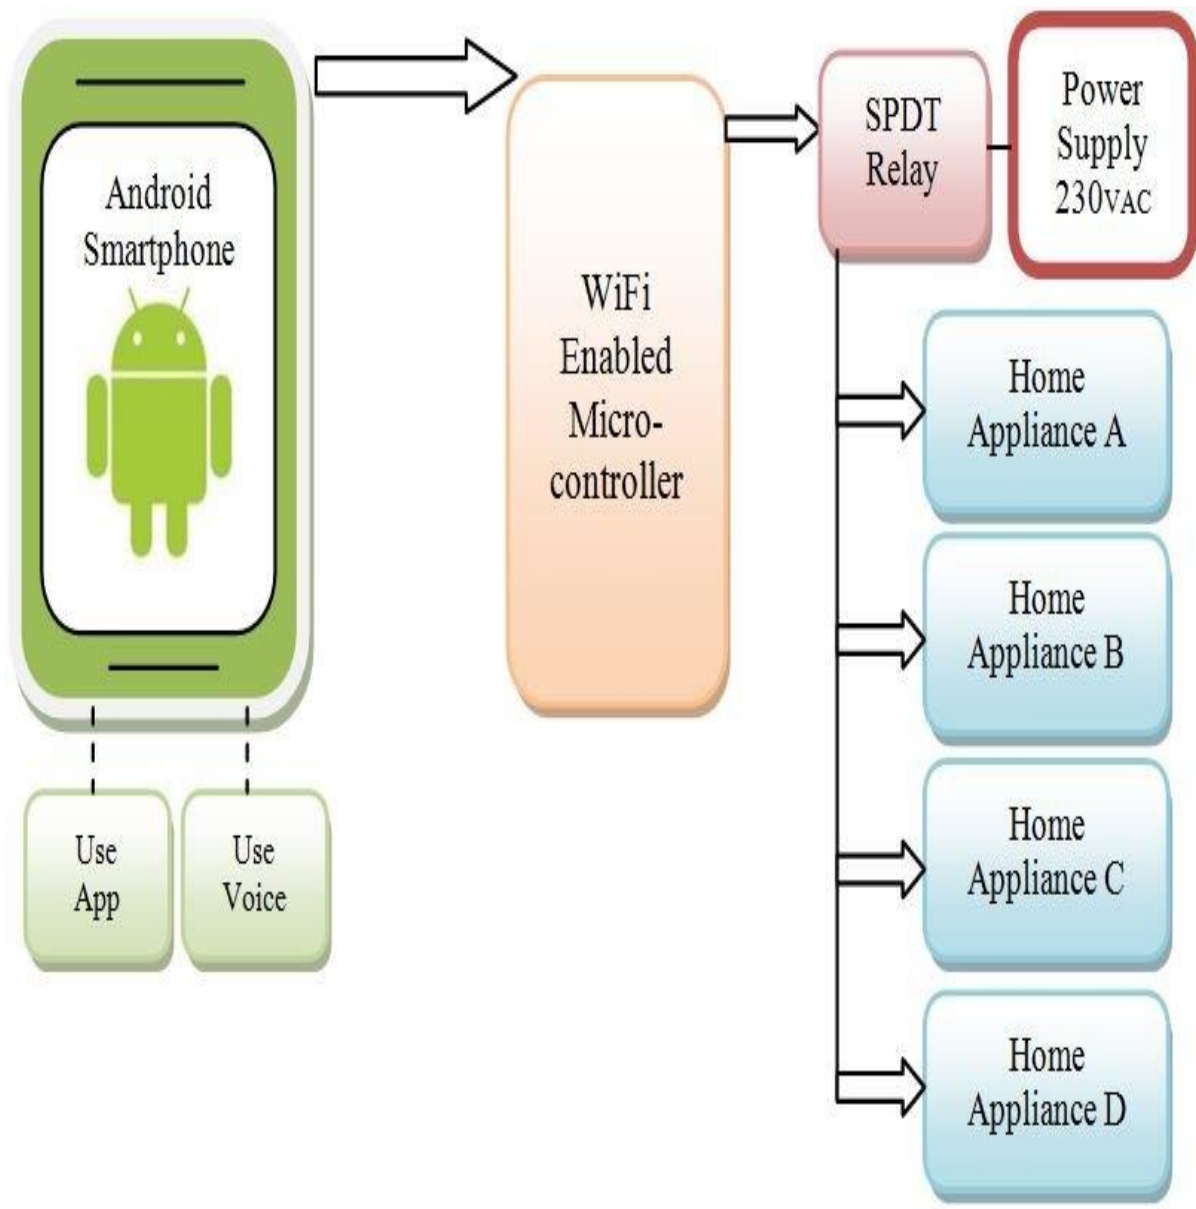 Android
Smartphone
WiFi
Enabled
Micro-
controller
SPDT
Relay
Power
Supply
230VAC
Home
Appliance A
Home
Appliance B
Home
Appliance C
Home
Appliance D
Use
App
Use
Voice